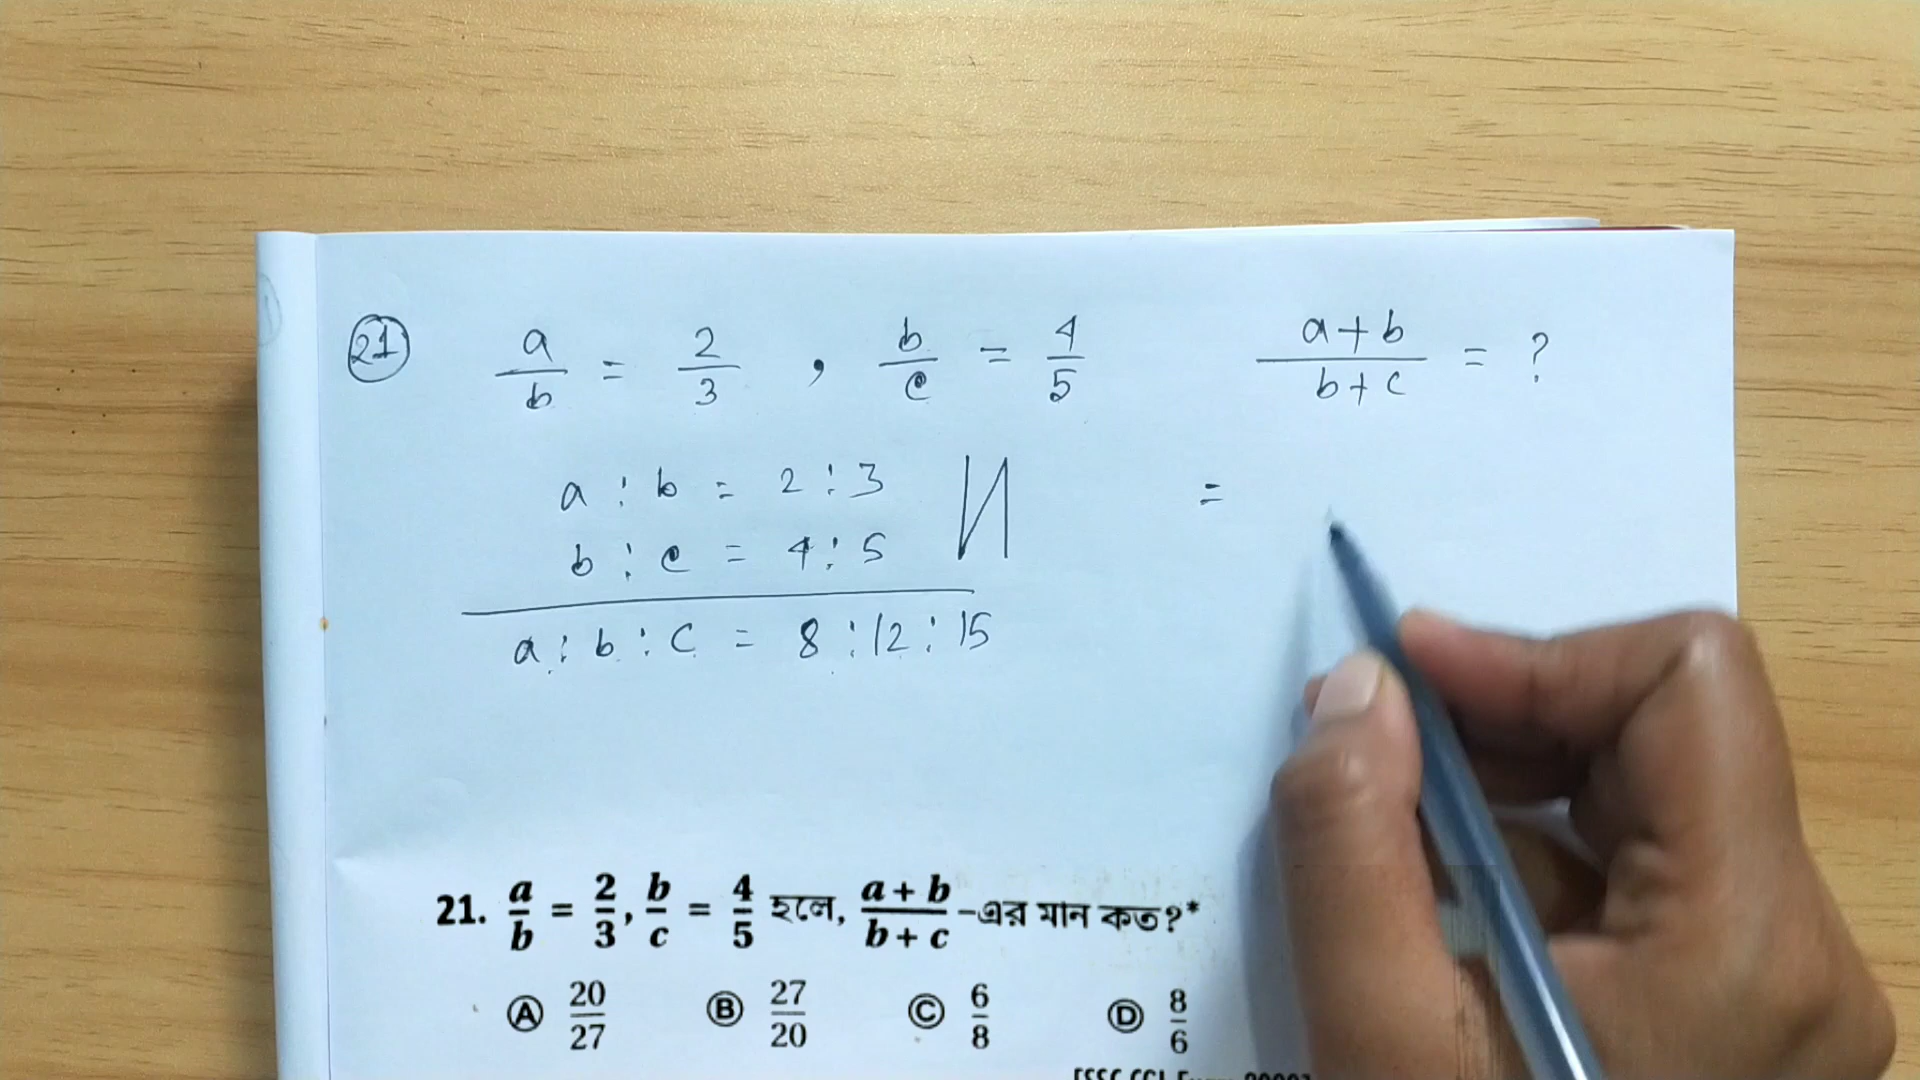 21 a/b = 2/3 , b/c = 4/5 (a+b)/(b+c) = ?
a : b = 2 : 3 =
b : c = 4 : 5
a : b : c = 8 : 12 : 15
21. a/b = 2/3, b/c = 4/5 হলে, (a + b)/(b + c) –এর মান কত?*
Ⓐ 20/27 Ⓑ 27/20 Ⓒ 6/8 Ⓓ 8/6